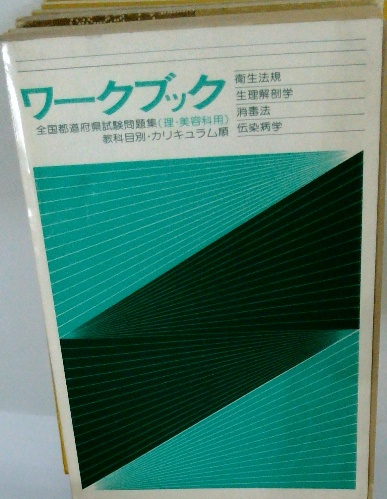 ワークブック
全国都道府県試験問題集(理・美容科用)
教科目別・カリキュラム順
衛生法規
生理解剖学
消毒法
伝染病学